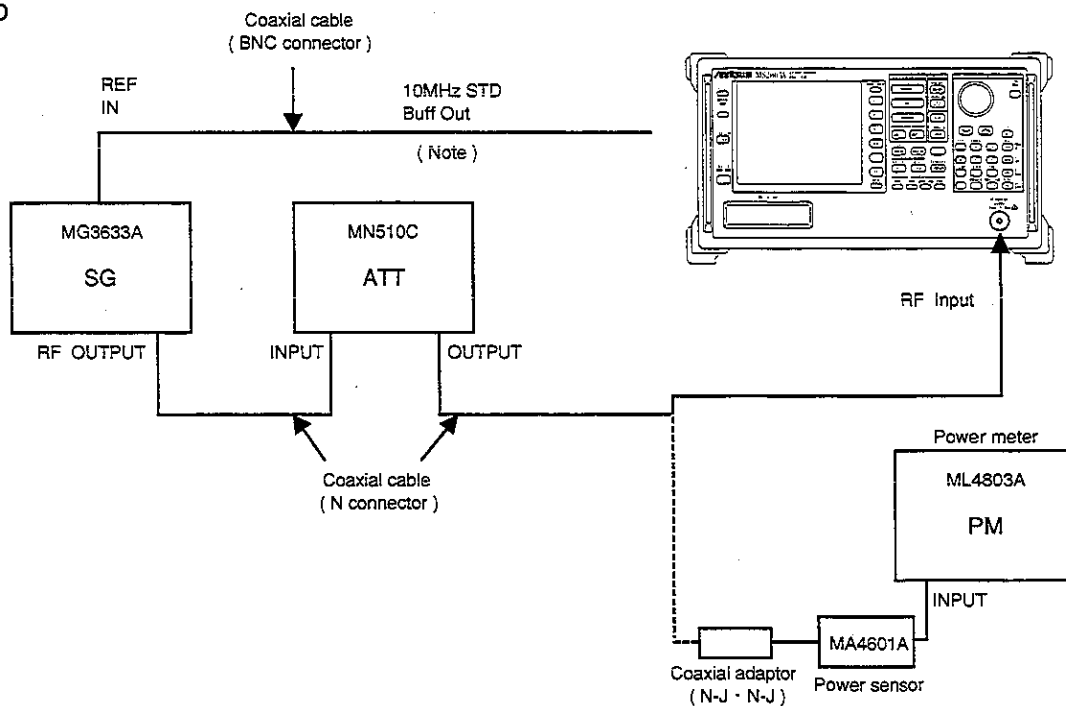 Coaxial cable
( BNC connector )
REF
IN
10MHz STD
Buff Out
( Note )
MG3633A
SG
MN510C
ATT
RF Input
RF OUTPUT
INPUT
OUTPUT
Coaxial cable
( N connector )
Power meter
ML4803A
PM
INPUT
MA4601A
Coaxial adaptor
( N-J · N-J )
Power sensor